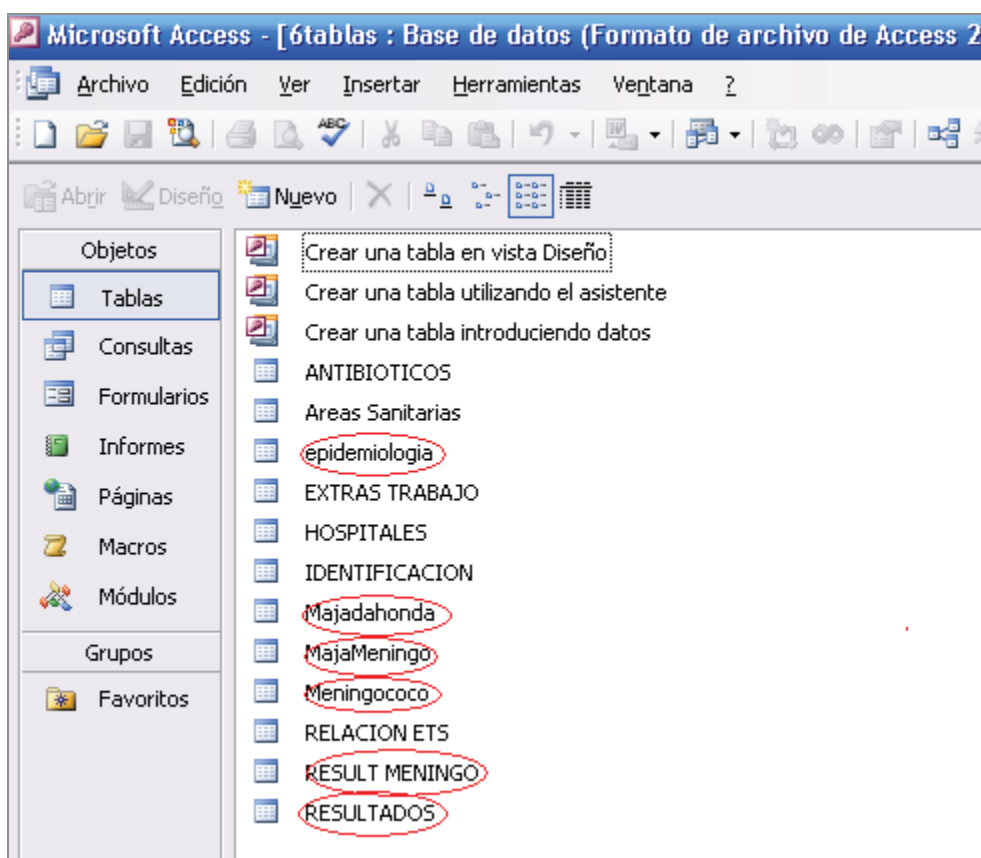 Microsoft Access - [6tablas : Base de datos (Formato de archivo de Access 2
Archivo Edición Ver Insertar Herramientas Ventana ?
ABC
W
Abrir Diseño Nuevo
Objetos
Tablas
Consultas
Formularios
Informes
Páginas
Macros
Módulos
Grupos
Favoritos
Crear una tabla en vista Diseño
Crear una tabla utilizando el asistente
Crear una tabla introduciendo datos
ANTIBIOTICOS
Areas Sanitarias
epidemiologia
EXTRAS TRABAJO
HOSPITALES
IDENTIFICACION
Majadahonda
MajaMeningo
Meningococo
RELACION ETS
RESULT MENINGO
RESULTADOS